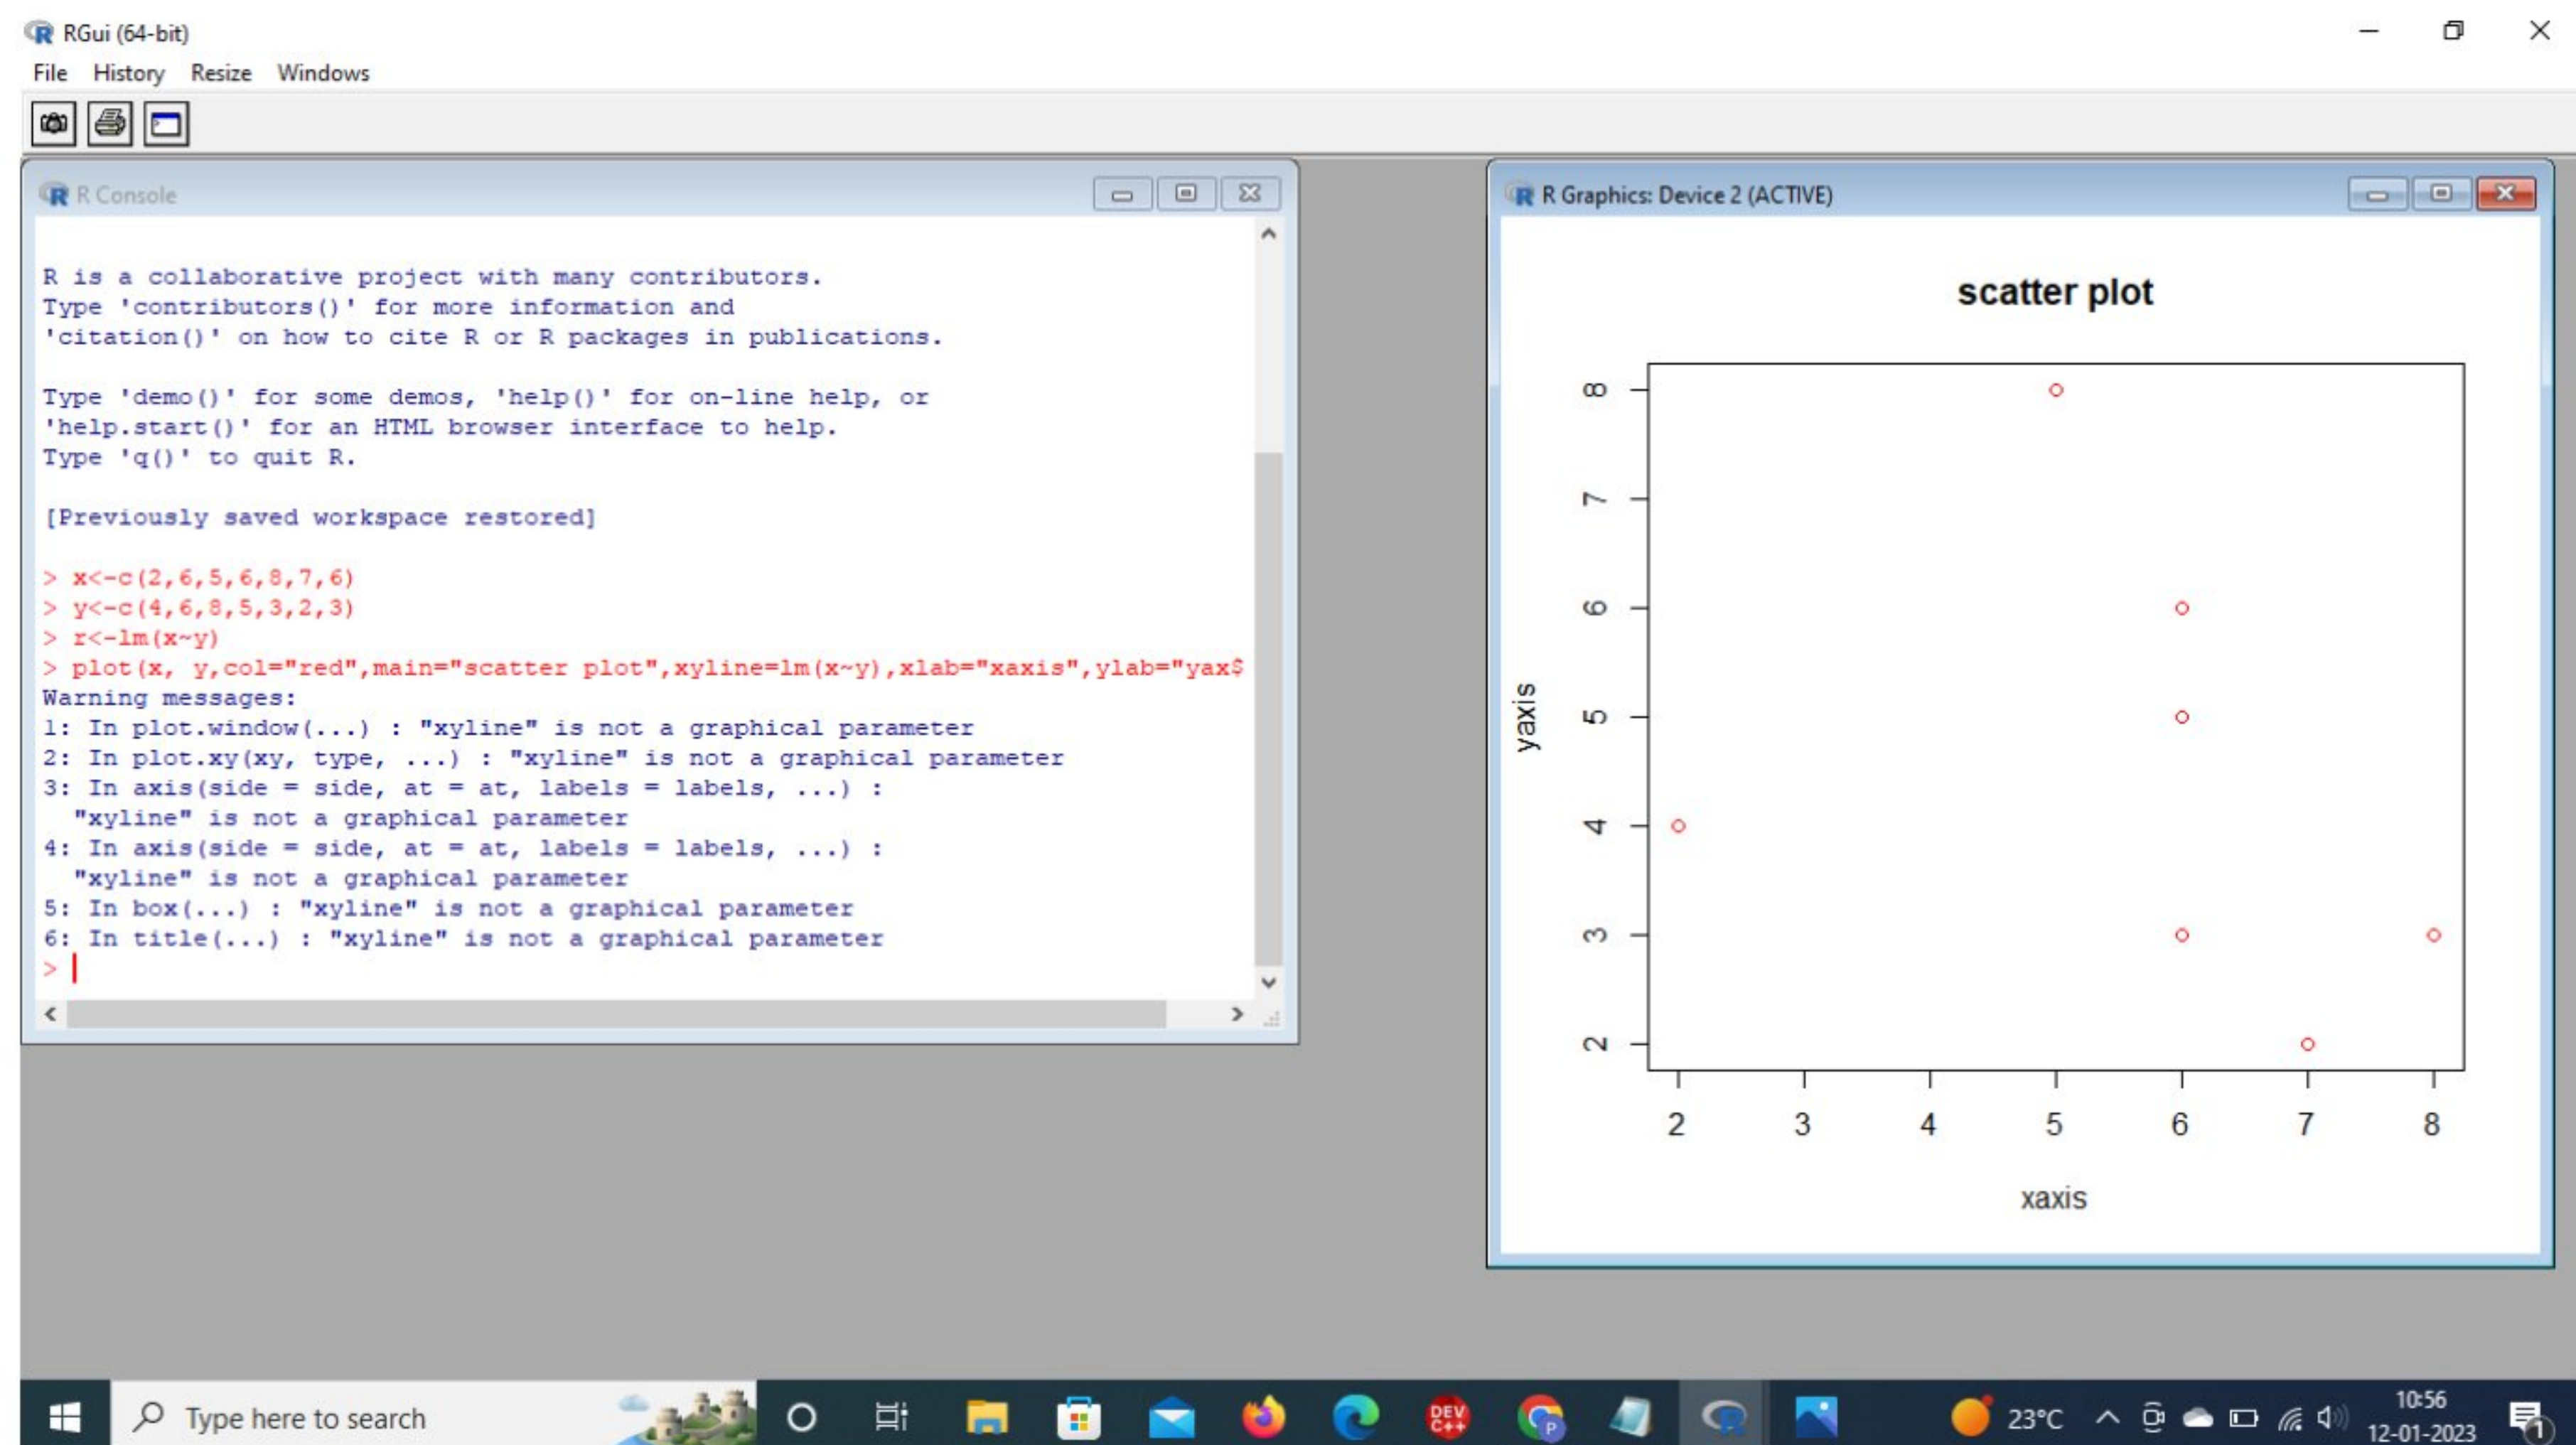 RGui (64-bit)
File History Resize Windows
R Console
R is a collaborative project with many contributors.
Type 'contributors()' for more information and
'citation()' on how to cite R or R packages in publications.
Type 'demo()' for some demos, 'help()' for on-line help, or
'help.start()' for an HTML browser interface to help.
Type 'q()' to quit R.
[Previously saved workspace restored]
> x<-c(2,6,5,6,8,7,6)
> y<-c(4,6,8,5,3,2,3)
> r<-lm(x~y)
> plot(x, y,col="red",main="scatter plot",xyline=lm(x~y),xlab="xaxis",ylab="yax$
Warning messages:
1: In plot.window(...) : "xyline" is not a graphical parameter
2: In plot.xy(xy, type, ...) : "xyline" is not a graphical parameter
3: In axis(side = side, at = at, labels = labels, ...) :
  "xyline" is not a graphical parameter
4: In axis(side = side, at = at, labels = labels, ...) :
  "xyline" is not a graphical parameter
5: In box(...) : "xyline" is not a graphical parameter
6: In title(...) : "xyline" is not a graphical parameter
>
R Graphics: Device 2 (ACTIVE)
scatter plot
8
7
6
5
4
3
2
yaxis
2 3 4 5 6 7 8
xaxis
Type here to search
DEV
C++
P
23°C
10:56
12-01-2023
1